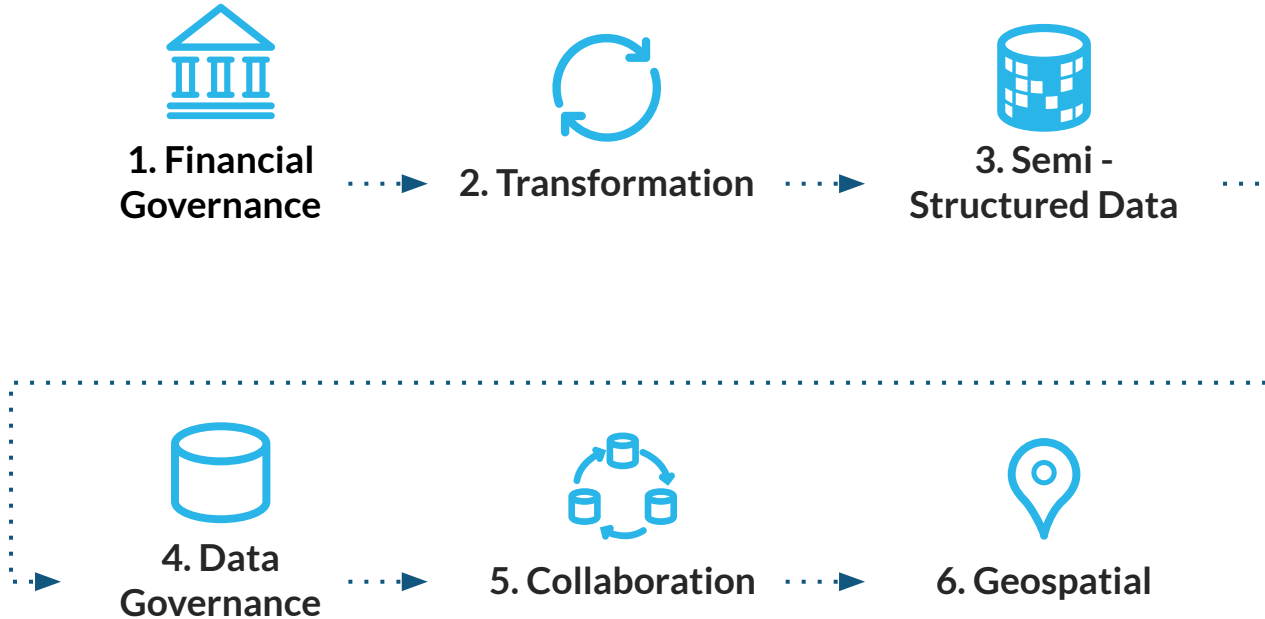 1. Financial
Governance
2. Transformation
3. Semi -
Structured Data
4. Data
Governance
5. Collaboration
6. Geospatial